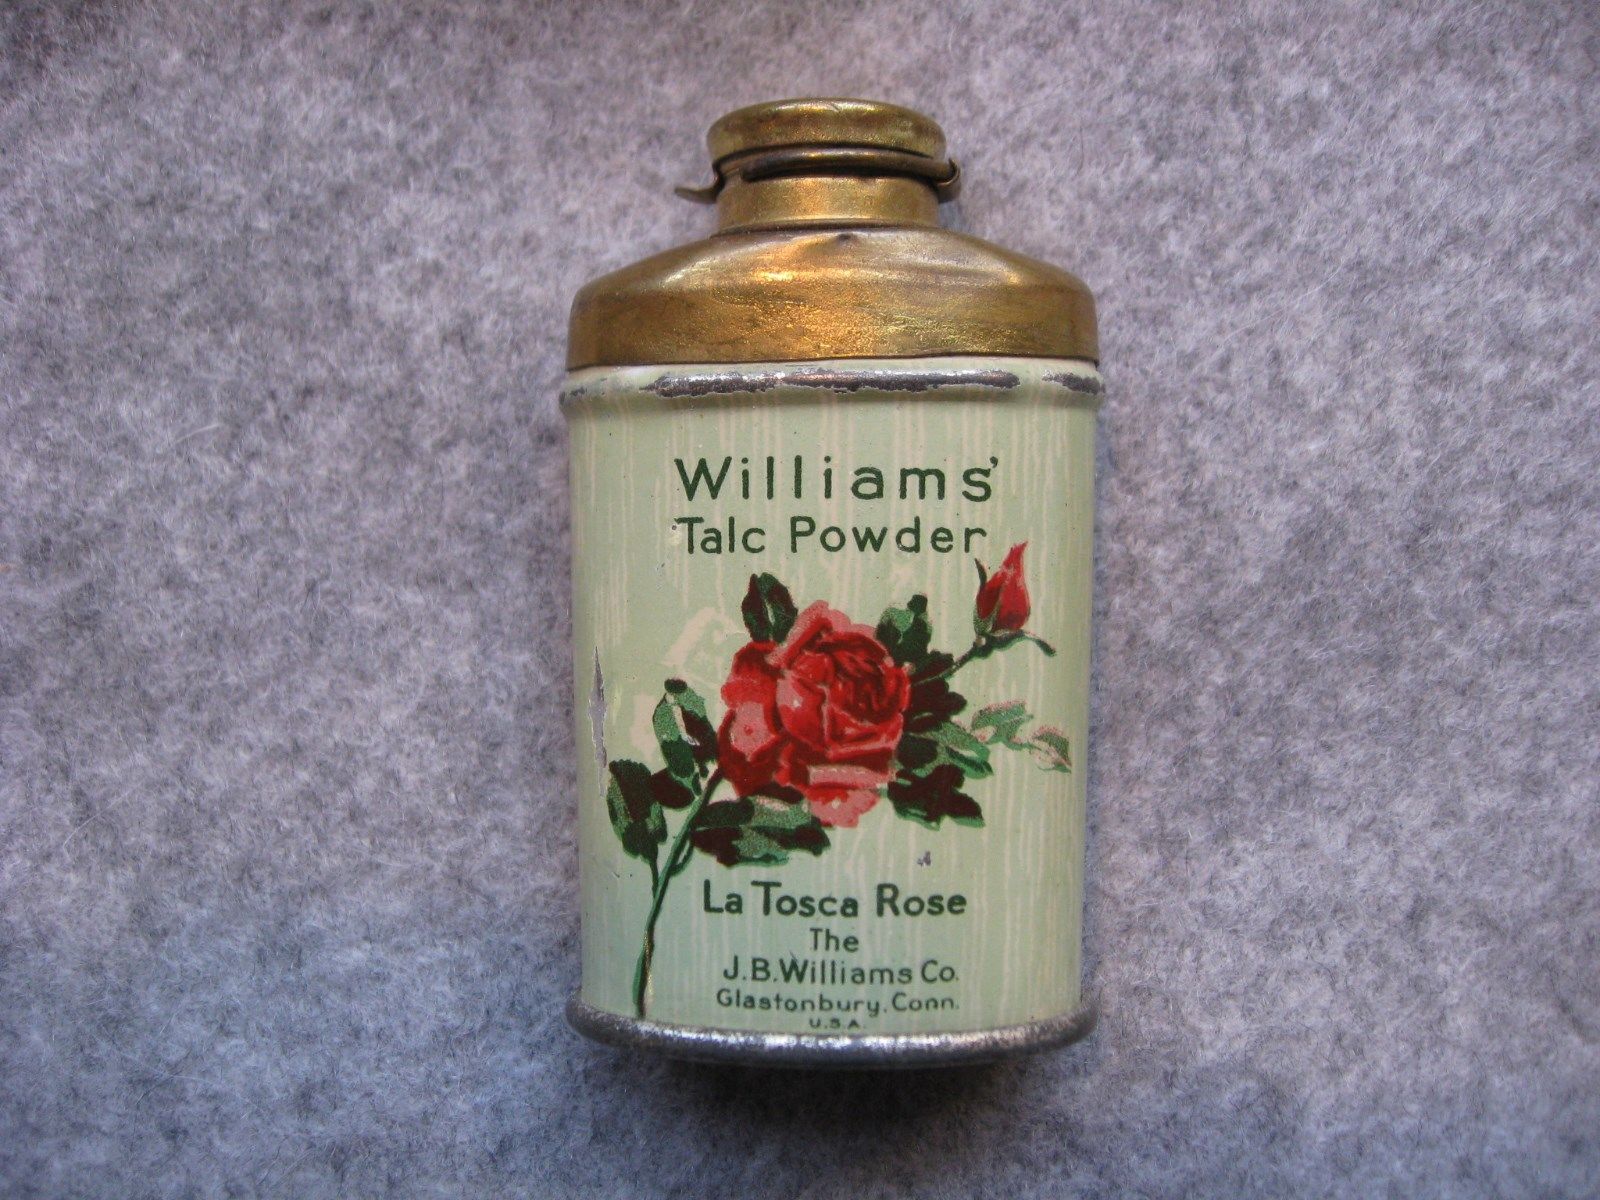 Williams'
Talc Powder
La Tosca Rose
The
J.B. Williams Co.
Glastonbury, Conn.
U.S.A.